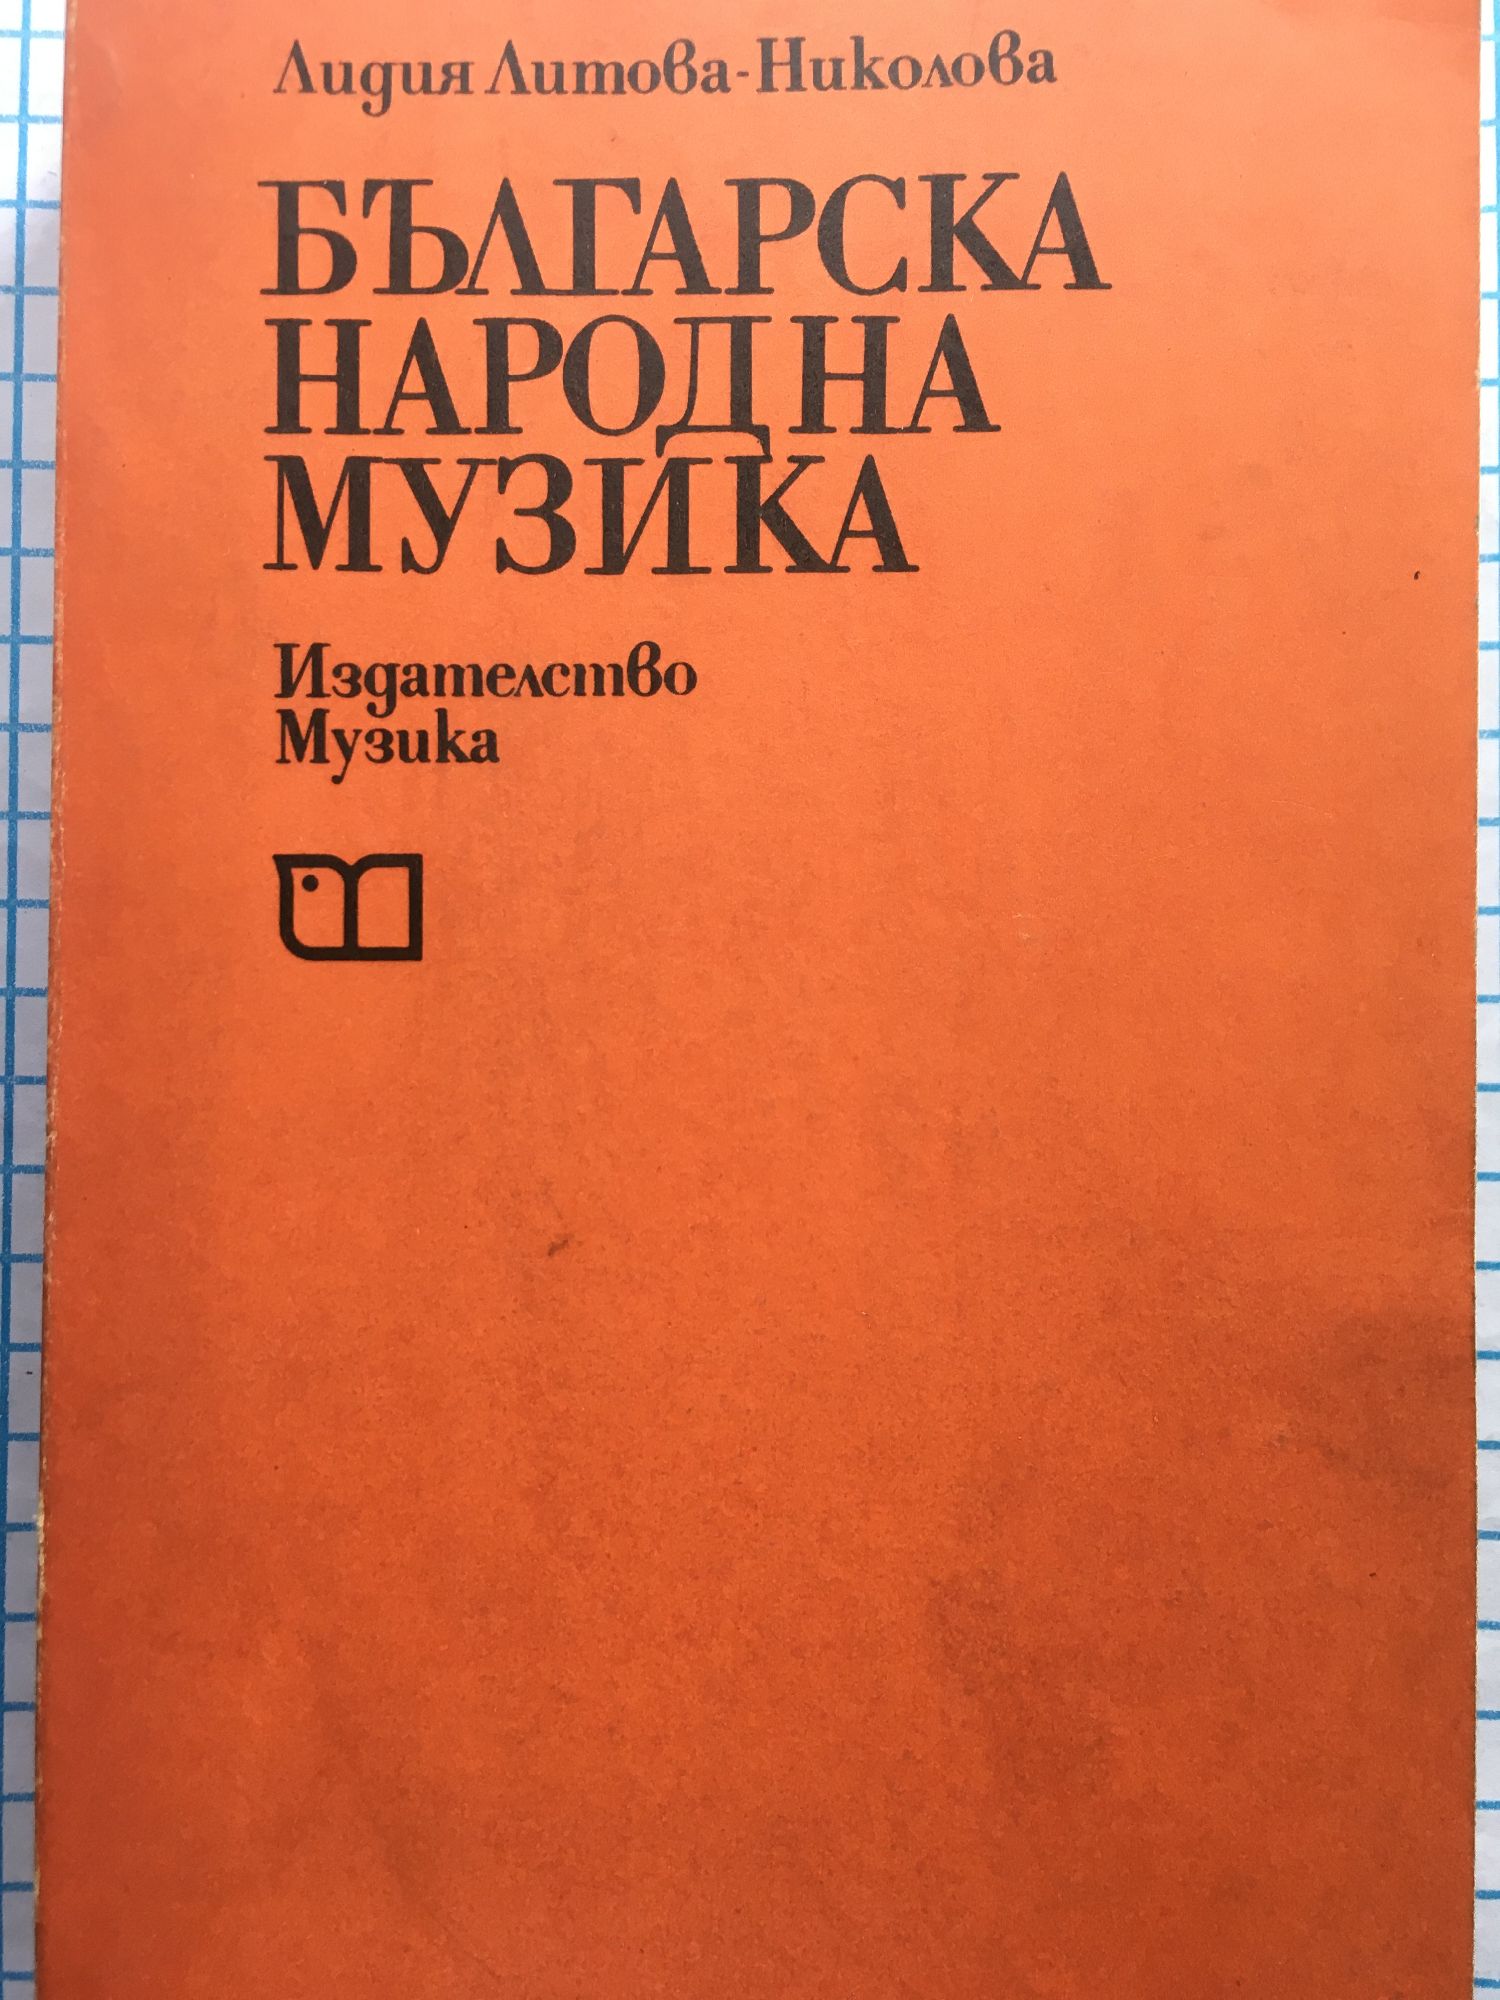 Лидия Литова-Николова
БЪЛГАРСКА
НАРОДНА
МУЗИКА
Издателство
Музика